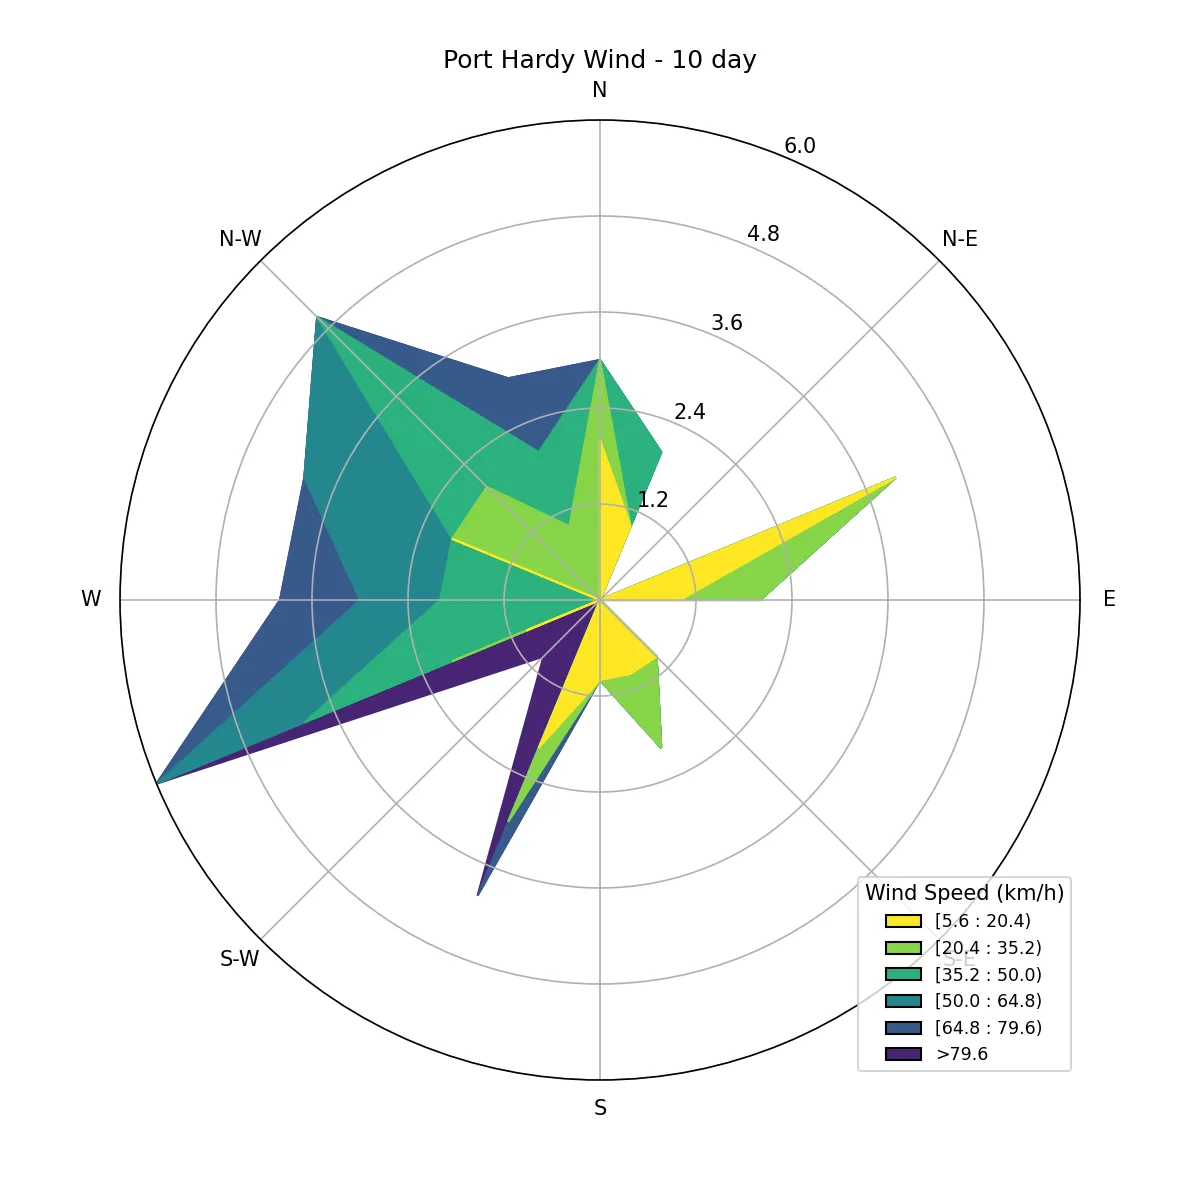 Port Hardy Wind - 10 day
N
6.0
N-W
4.8
N-E
3.6
2.4
1.2
W
E
S-W
S-E
S
Wind Speed (km/h)
[5.6 : 20.4)
[20.4 : 35.2)
[35.2 : 50.0)
[50.0 : 64.8)
[64.8 : 79.6)
>79.6